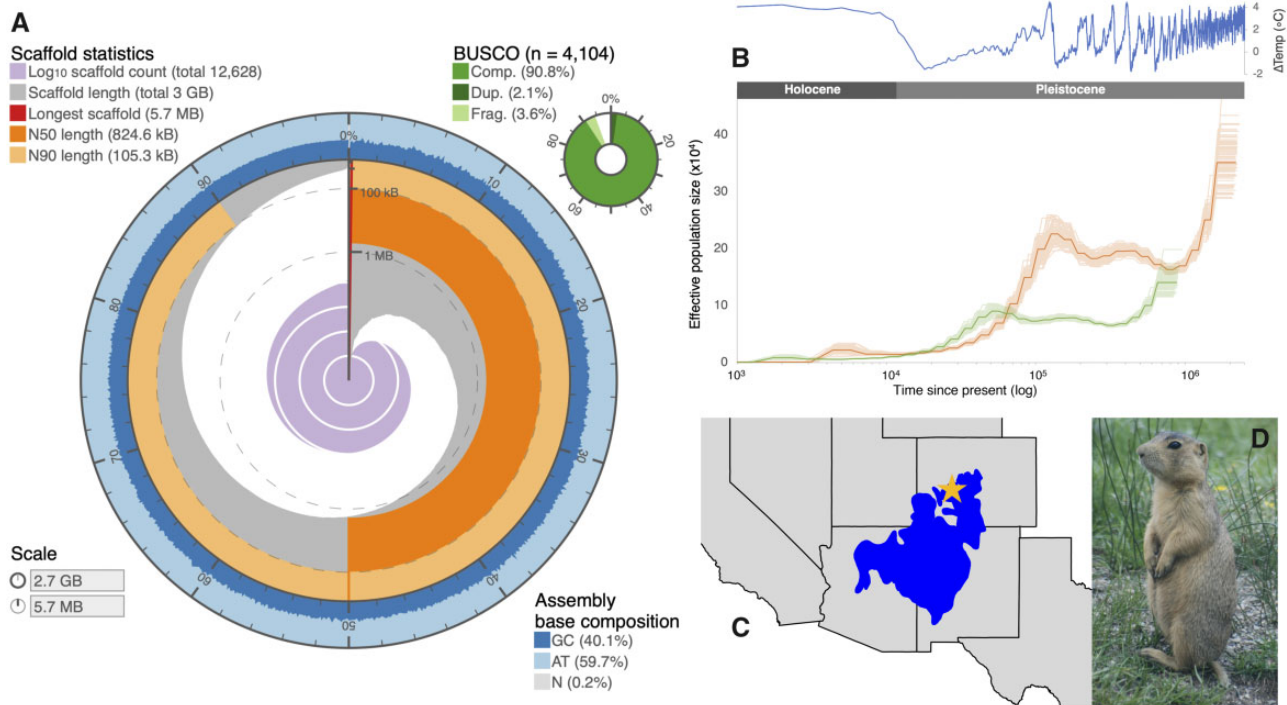 A
Scaffold statistics
Log10 scaffold count (total 12,628)
Scaffold length (total 3 GB)
Longest scaffold (5.7 MB)
N50 length (824.6 kB)
N90 length (105.3 kB)
BUSCO (n = 4,104)
Comp. (90.8%)
Dup. (2.1%)
Frag. (3.6%)
0%
20
40
60
80
0%
10
20
30
40
50
60
70
80
90
100 kB
1 MB
Scale
2.7 GB
5.7 MB
Assembly
base composition
GC (40.1%)
AT (59.7%)
N (0.2%)
B
4
2
0
-2
ΔTemp (∘C)
Holocene
Pleistocene
Effective population size (x10⁴)
40
30
20
10
0
10³
10⁴
10⁵
10⁶
Time since present (log)
C
D